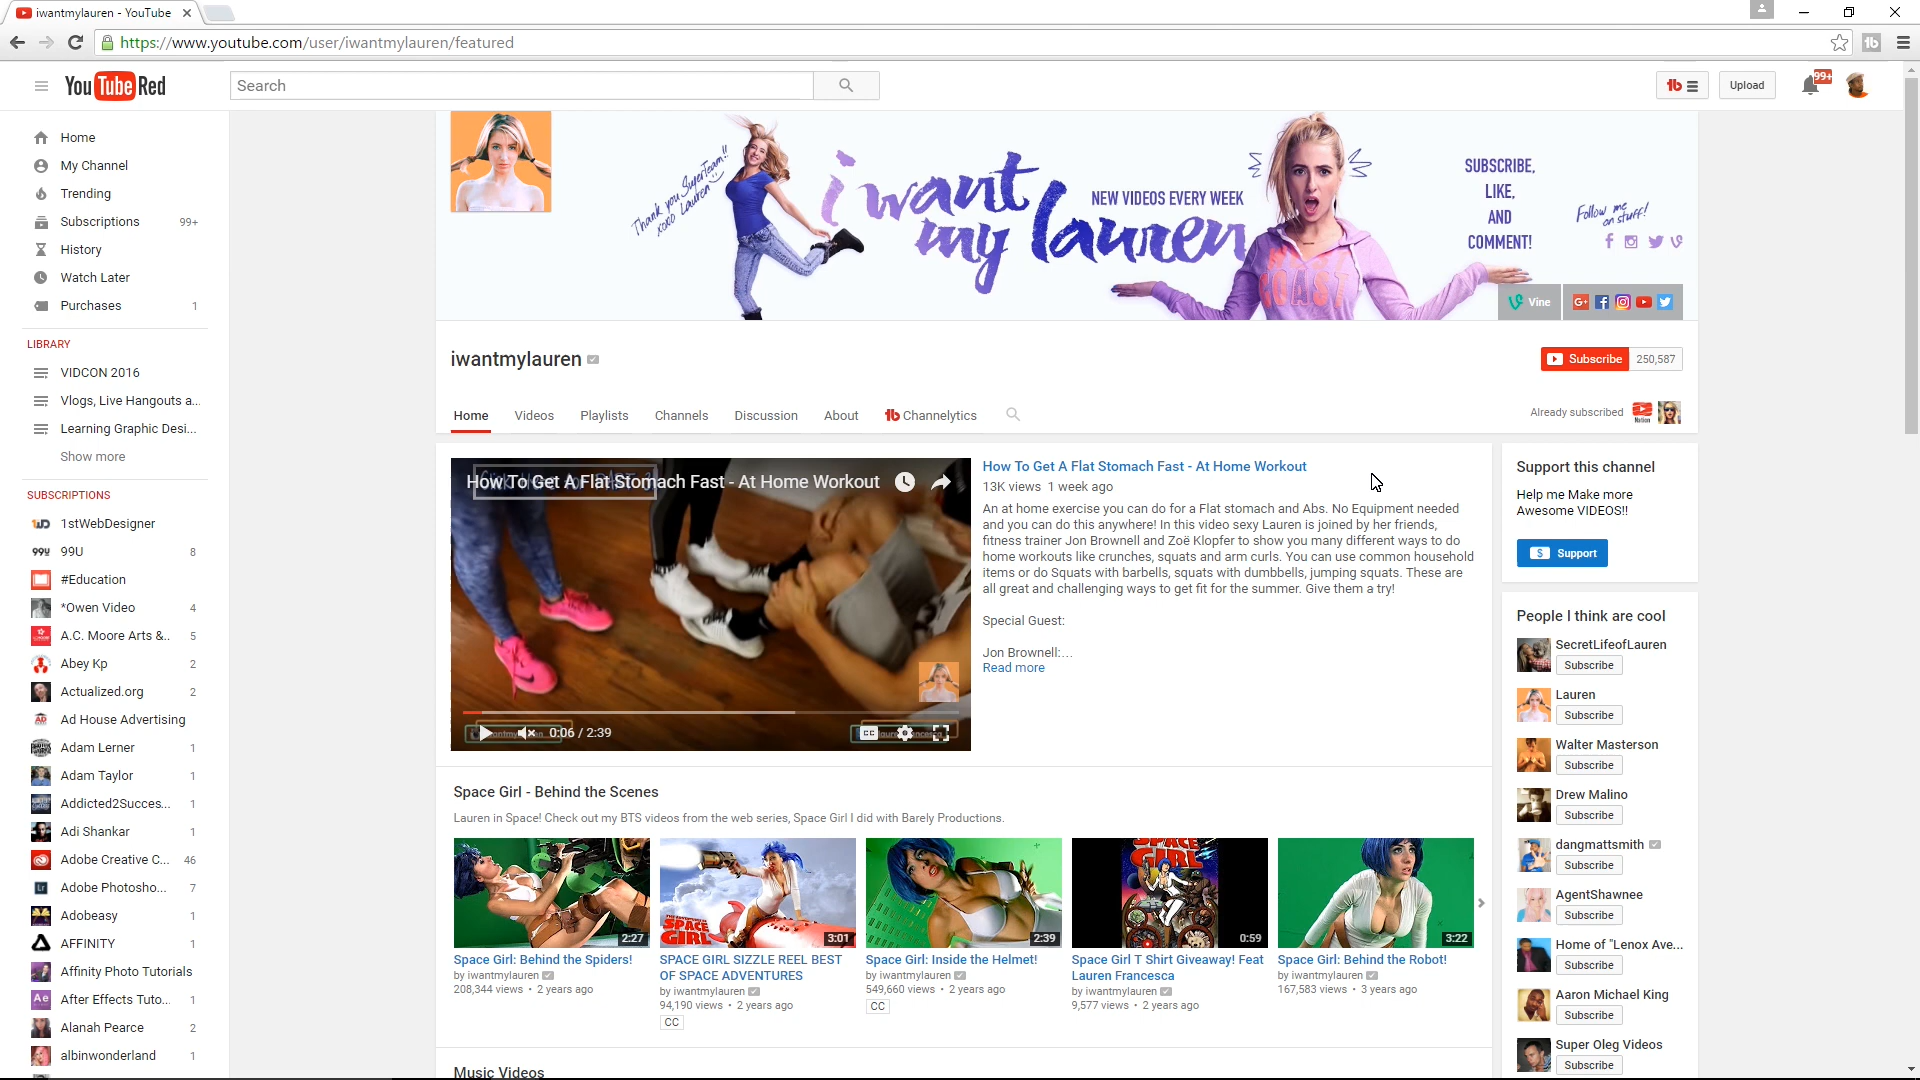 iwantmylauren - YouTube
https://www.youtube.com/user/iwantmylauren/featured
YouTube Red
Search
Upload
99+
Home
My Channel
Trending
Subscriptions 99+
History
Watch Later
Purchases 1
LIBRARY
VIDCON 2016
Vlogs, Live Hangouts a...
Learning Graphic Desi...
Show more
SUBSCRIPTIONS
1stWebDesigner
99U 8
#Education
*Owen Video 4
A.C. Moore Arts &.. 5
Abey Kp 2
Actualized.org 2
Ad House Advertising
Adam Lerner 1
Adam Taylor 1
Addicted2Succes... 1
Adi Shankar 1
Adobe Creative C... 46
Adobe Photosho... 7
Adobeasy 1
AFFINITY 1
Affinity Photo Tutorials
After Effects Tuto... 1
Alanah Pearce 2
albinwonderland 1
Thank you SuperTeam!!
xoxo Lauren
i want
my lauren
NEW VIDEOS EVERY WEEK
SUBSCRIBE,
LIKE,
AND
COMMENT!
Follow me
on stuff!
COAST
Vine
iwantmylauren
Subscribe 250,587
Home Videos Playlists Channels Discussion About Channelytics
Already subscribed
How To Get A Flat Stomach Fast - At Home Workout
0:06 / 2:39
CC
How To Get A Flat Stomach Fast - At Home Workout
13K views 1 week ago
An at home exercise you can do for a Flat stomach and Abs. No Equipment needed
and you can do this anywhere! In this video sexy Lauren is joined by her friends,
fitness trainer Jon Brownell and Zoë Klopfer to show you many different ways to do
home workouts like crunches, squats and arm curls. You can use common household
items or do Squats with barbells, squats with dumbbells, jumping squats. These are
all great and challenging ways to get fit for the summer. Give them a try!
Special Guest:
Jon Brownell:...
Read more
Support this channel
Help me Make more
Awesome VIDEOS!!
Support
People I think are cool
SecretLifeofLauren
Subscribe
Lauren
Subscribe
Walter Masterson
Subscribe
Drew Malino
Subscribe
dangmattsmith
Subscribe
AgentShawnee
Subscribe
Home of "Lenox Ave...
Subscribe
Aaron Michael King
Subscribe
Super Oleg Videos
Subscribe
Space Girl - Behind the Scenes
Lauren in Space! Check out my BTS videos from the web series, Space Girl I did with Barely Productions.
2:27
SPACE
GIRL
3:01
2:39
SPACE
GIRL
0:59
3:22
Space Girl: Behind the Spiders!
by iwantmylauren
208,344 views • 2 years ago
SPACE GIRL SIZZLE REEL BEST
OF SPACE ADVENTURES
by iwantmylauren
94,190 views • 2 years ago
CC
Space Girl: Inside the Helmet!
by iwantmylauren
549,660 views • 2 years ago
CC
Space Girl T Shirt Giveaway! Feat
Lauren Francesca
by iwantmylauren
9,577 views • 2 years ago
Space Girl: Behind the Robot!
by iwantmylauren
167,583 views • 3 years ago
Music Videos